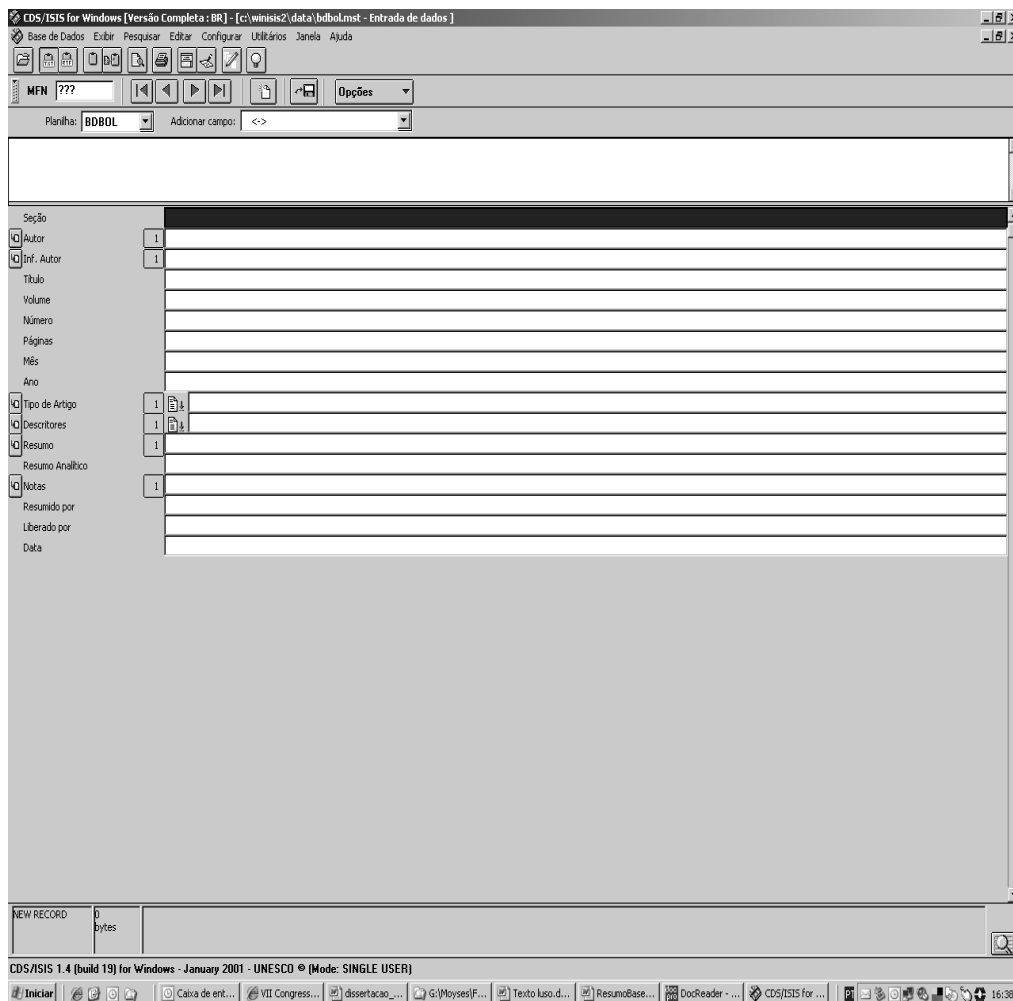 CDS/ISIS for Windows [Versão Completa : BR] - [c:\winisis2\data\bdbol.mst - Entrada de dados ]
Base de Dados Exibir Pesquisar Editar Configurar Utilitários Janela Ajuda
MFN ??? Opções
Planilha: BDBOL Adicionar campo: <->
Seção
Autor 1
Inf. Autor 1
Título
Volume
Número
Páginas
Mês
Ano
Tipo de Artigo 1
Descritores 1
Resumo 1
Resumo Analítico
Notas 1
Resumido por
Liberado por
Data
NEW RECORD 0 bytes
CDS/ISIS 1.4 (build 19) for Windows - January 2001 - UNESCO © (Mode: SINGLE USER)
Iniciar Caixa de ent... VII Congress... dissertacao_... G:\Moyses\F... Texto luso.d... ResumoBase... DocReader - ... CDS/ISIS for ... 16:38